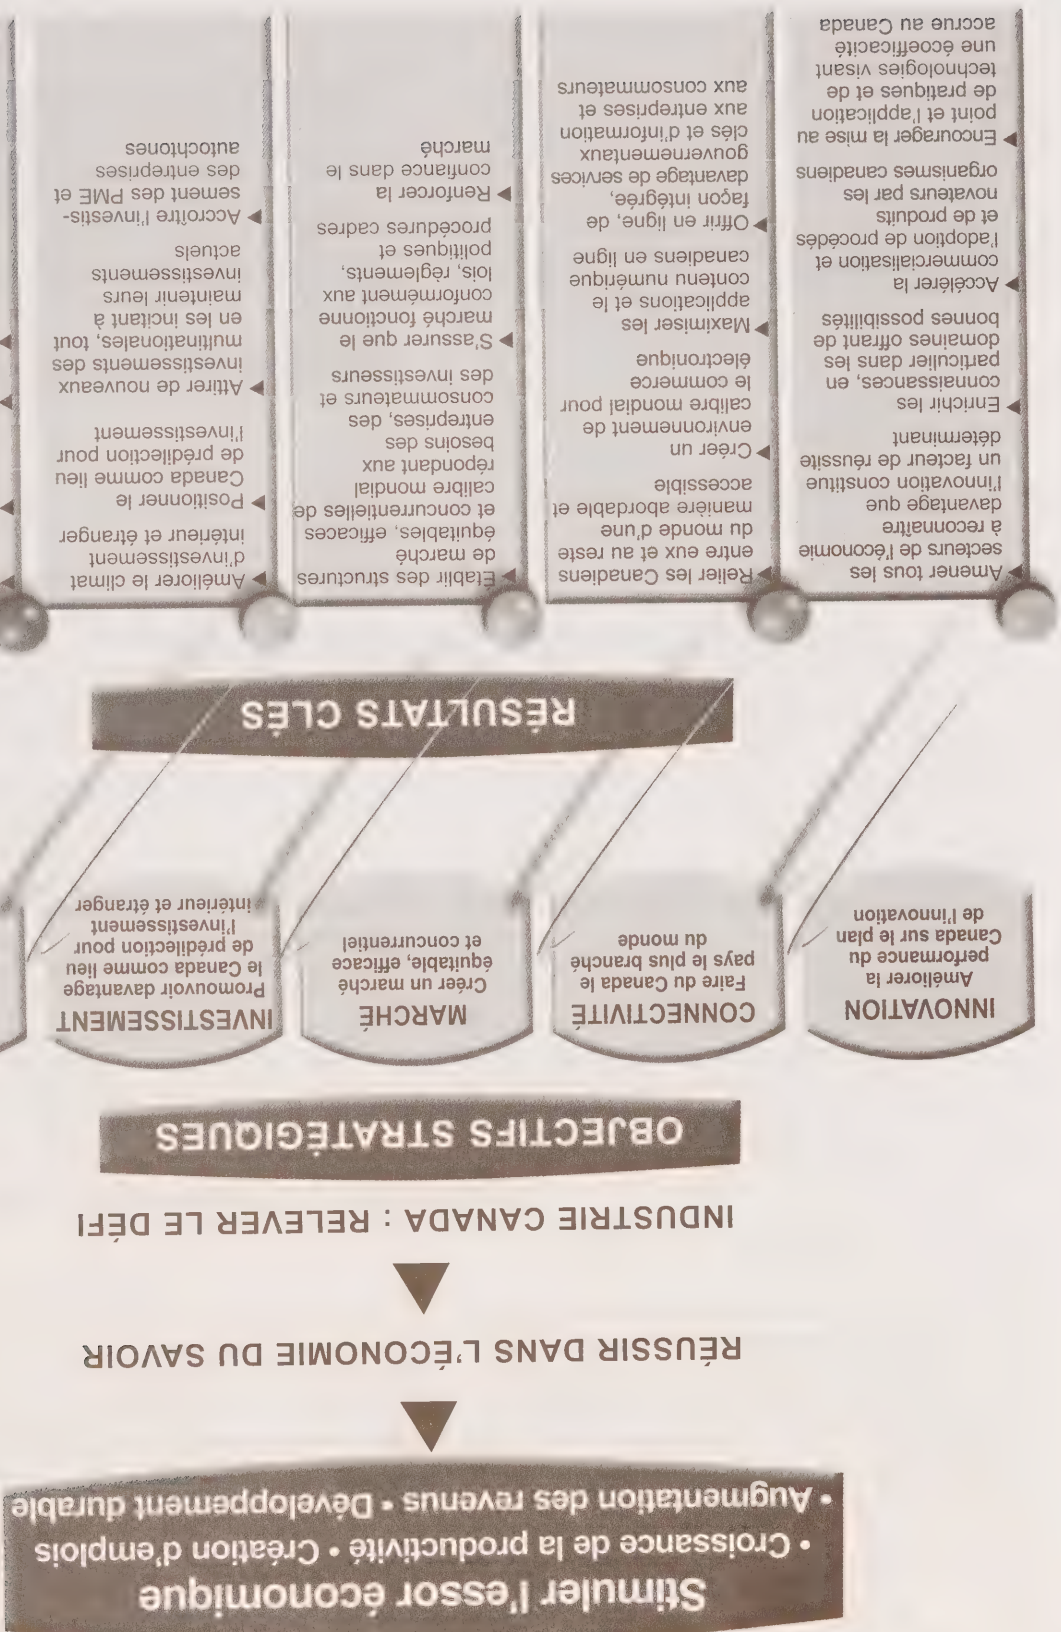 Stimuler l'essor économique
• Croissance de la productivité • Création d'emplois
• Augmentation des revenus • Développement durable
RÉUSSIR DANS L'ÉCONOMIE DU SAVOIR
INDUSTRIE CANADA : RELEVER LE DÉFI
OBJECTIFS STRATÉGIQUES
INNOVATION
Améliorer la
performance du
Canada sur le plan
de l'innovation
CONNECTIVITÉ
Faire du Canada le
pays le plus branché
du monde
MARCHÉ
Créer un marché
équitable, efficace
et concurrentiel
INVESTISSEMENT
Promouvoir davantage
le Canada comme lieu
de prédilection pour
l'investissement
intérieur et étranger
RÉSULTATS CLÉS
Amener tous les
secteurs de l'économie
à reconnaître
davantage que
l'innovation constitue
un facteur de réussite
déterminant
Enrichir les
connaissances, en
particulier dans les
domaines offrant de
bonnes possibilités
Accélérer la
commercialisation et
l'adoption de procédés
et de produits
novateurs par les
organismes canadiens
Encourager la mise au
point et l'application
de pratiques et de
technologies visant
une écoefficacité
accrue au Canada
Relier les Canadiens
entre eux et au reste
du monde d'une
manière abordable et
accessible
Créer un
environnement de
calibre mondial pour
le commerce
électronique
Maximiser les
applications et le
contenu numérique
canadiens en ligne
Offrir en ligne, de
façon intégrée,
davantage de services
gouvernementaux
clés et d'information
aux entreprises et
aux consommateurs
Établir des structures
de marché
équitables, efficaces
et concurrentielles de
calibre mondial
répondant aux
besoins des
entreprises, des
consommateurs et
des investisseurs
S'assurer que le
marché fonctionne
conformément aux
lois, règlements,
politiques et
procédures cadres
Renforcer la
confiance dans le
marché
Améliorer le climat
d'investissement
intérieur et étranger
Positionner le
Canada comme lieu
de prédilection pour
l'investissement
Attirer de nouveaux
investissements des
multinationales, tout
en les incitant à
maintenir leurs
investissements
actuels
Accroître l'investis-
sement des PME et
des entreprises
autochtones